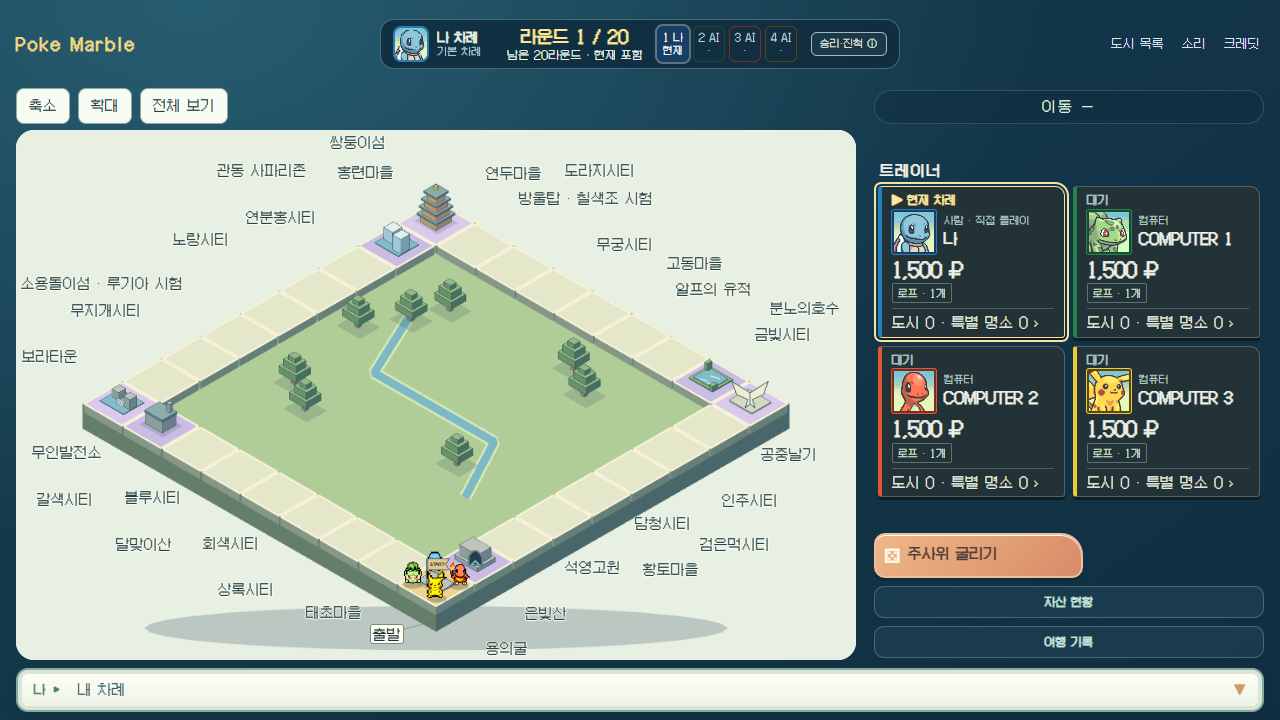 Poke Marble
나 차례
기본 차례
라운드 1 / 20
남은 20라운드 · 현재 포함
1 나
현재
2 AI
·
3 AI
·
4 AI
·
승리·진척 ⓘ
도시 목록
소리
크레딧
축소
확대
전체 보기
이동 —
쌍둥이섬
관동 사파리존
홍련마을
연두마을
도라지시티
방울탑 · 칠색조 시험
연분홍시티
노랑시티
무궁시티
고동마을
소용돌이섬 · 루기아 시험
알프의 유적
무지개시티
분노의호수
금빛시티
보라타운
무인발전소
공중날기
갈색시티
블루시티
인주시티
담청시티
달맞이산
회색시티
검은먹시티
석영고원
황토마을
상록시티
START
태초마을
은빛산
출발
용의굴
트레이너
▶ 현재 차례
사람 · 직접 플레이
나
1,500 ₽
로프 · 1개
도시 0 · 특별 명소 0 ›
대기
컴퓨터
COMPUTER 1
1,500 ₽
로프 · 1개
도시 0 · 특별 명소 0 ›
대기
컴퓨터
COMPUTER 2
1,500 ₽
로프 · 1개
도시 0 · 특별 명소 0 ›
대기
컴퓨터
COMPUTER 3
1,500 ₽
로프 · 1개
도시 0 · 특별 명소 0 ›
주사위 굴리기
자산 현황
여행 기록
나 ▸ 내 차례
▼